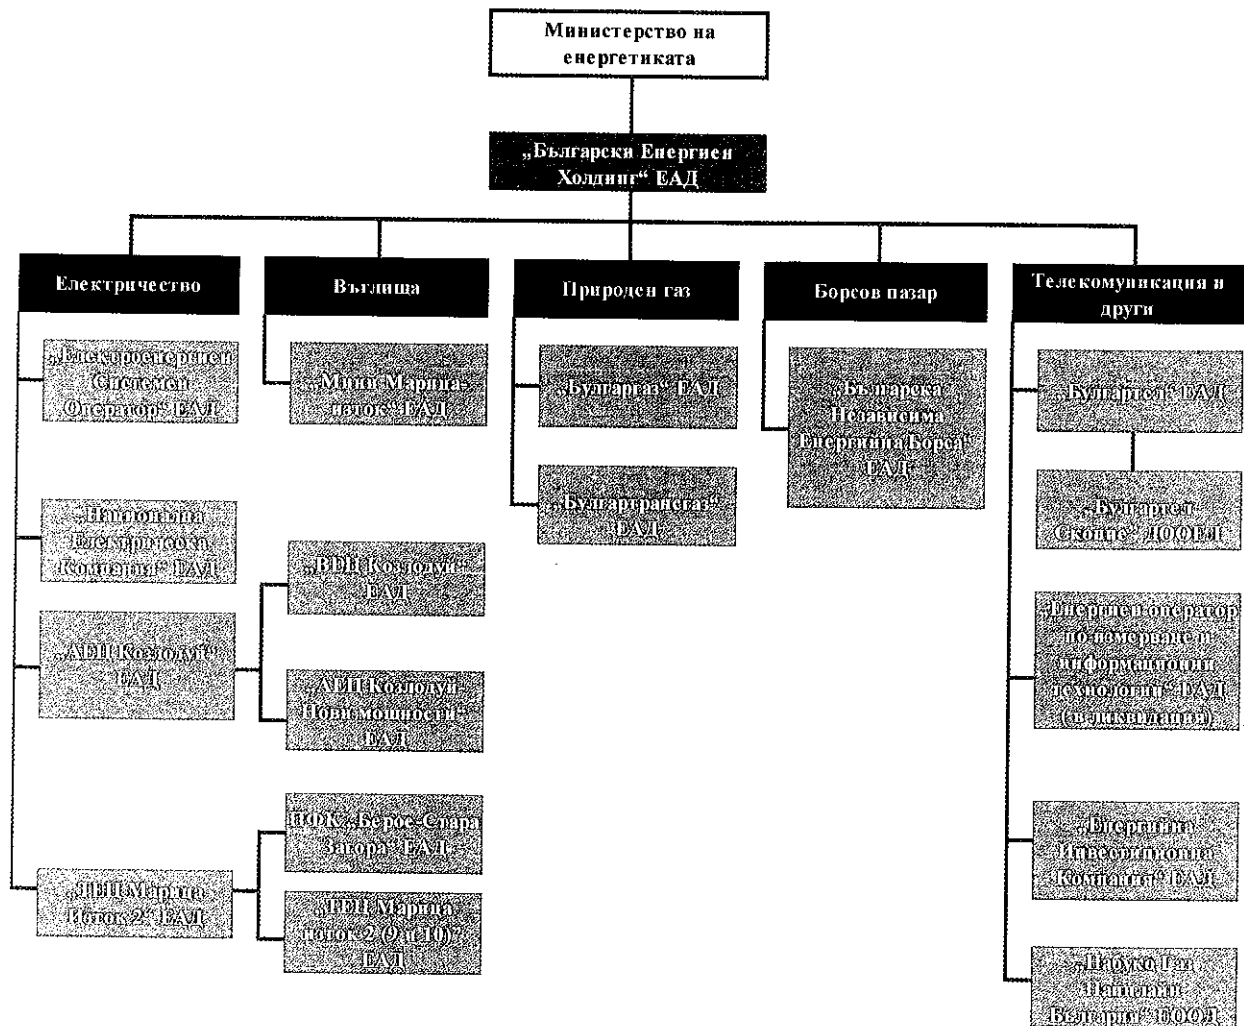 Министерство на
енергетиката
„Български Енергиен
Холдинг“ ЕАД
Електричество
Въглища
Природен газ
Борсов пазар
Телекомуникация и
други
„Електроенергиен
Системен
Оператор“ ЕАД
„Национална
Електрическа
Компания“ ЕАД
„АЕЦ Козлодуй“
ЕАД
„ТЕЦ Марица
Изток 2“ ЕАД
„Мини Марица-
изток“ ЕАД
„ВЕЦ Козлодуй“
ЕАД
„АЕЦ Козлодуй-
Нови мощности“
ЕАД
ПФК „Берое-Стара
Загора“ ЕАД
„ТЕЦ Марица
изток 2 (9 и 10)“
ЕАД
„Булгаргаз“ ЕАД
„Булгартрансгаз“
ЕАД
„Българска
Независима
Енергийна Борса“
ЕАД
„Булгартел“ ЕАД
„Булгартел
Скопие“ ДООЕЛ
„Енергиен оператор
по измерване и
информационни
технологии“ ЕАД
(в ликвидация)
„Енергийна
Инвестиционна
Компания“ ЕАД
„Набуко Газ
Пайплайн
България“ ЕООД